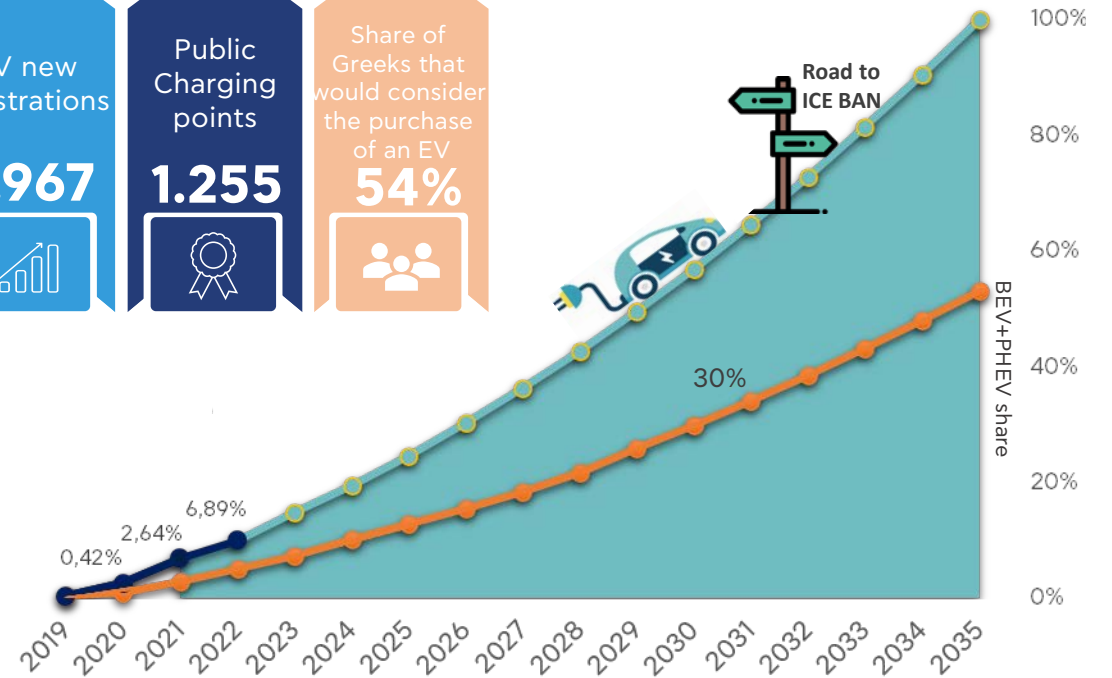 V new
strations
967
Public
Charging
points
1.255
Share of
Greeks that
would consider
the purchase
of an EV
54%
Road to
ICE BAN
100%
80%
60%
40%
20%
0%
BEV+PHEV share
30%
6,89%
2,64%
0,42%
2019
2020
2021
2022
2023
2024
2025
2026
2027
2028
2029
2030
2031
2032
2033
2034
2035